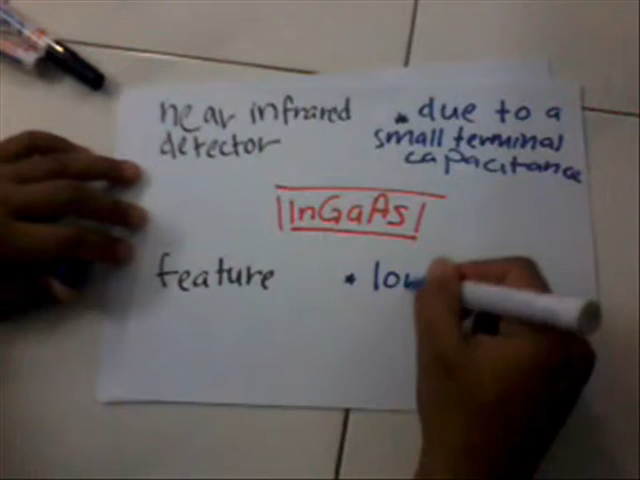 near infrared
detector
• due to a
small terminal
capacitance
InGaAs
feature
• low